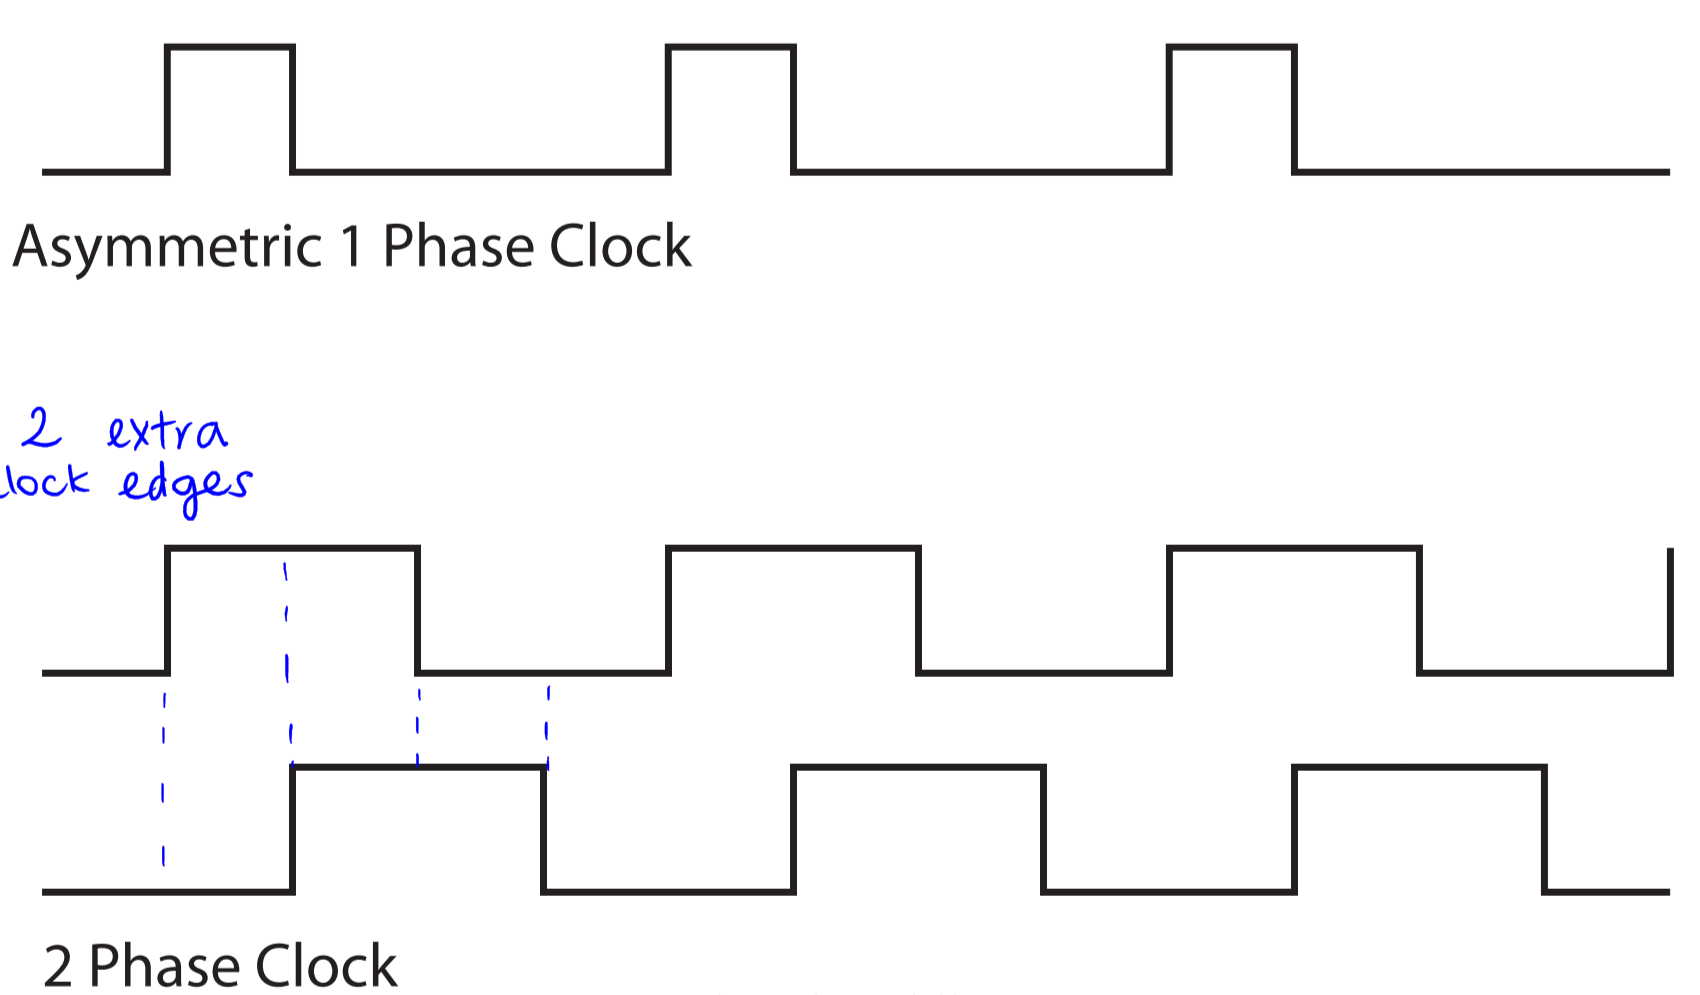 Asymmetric 1 Phase Clock
2 extra
lock edges
2 Phase Clock